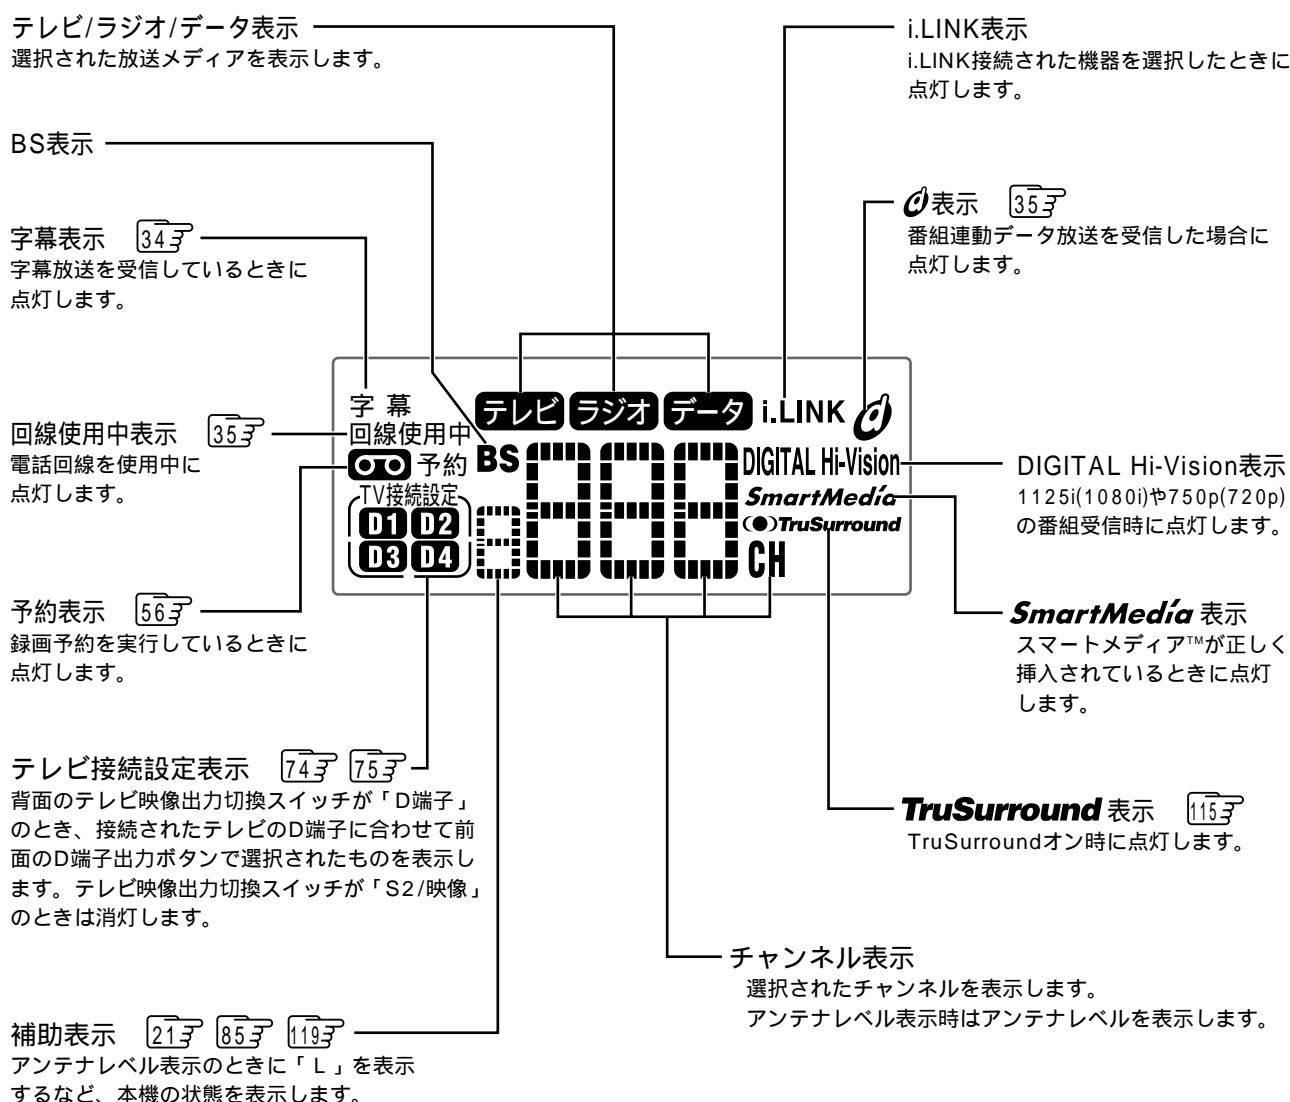 テレビ/ラジオ/データ表示
選択された放送メディアを表示します。
BS表示
字幕表示 34
字幕放送を受信しているときに
点灯します。
回線使用中表示 35
電話回線を使用中に
点灯します。
予約表示 56
録画予約を実行しているときに
点灯します。
テレビ接続設定表示 74 75
背面のテレビ映像出力切換スイッチが「D端子」
のとき、接続されたテレビのD端子に合わせて前
面のD端子出力ボタンで選択されたものを表示し
ます。テレビ映像出力切換スイッチが「S2/映像」
のときは消灯します。
補助表示 21 85 119
アンテナレベル表示のときに「L」を表示
するなど、本機の状態を表示します。
字幕
回線使用中
予約
TV接続設定
D1 D2
D3 D4
テレビ ラジオ データ i.LINK d
BS
DIGITAL Hi-Vision
SmartMedia
TruSurround
CH
i.LINK表示
i.LINK接続された機器を選択したときに
点灯します。
d表示 35
番組連動データ放送を受信した場合に
点灯します。
DIGITAL Hi-Vision表示
1125i(1080i)や750p(720p)
の番組受信時に点灯します。
SmartMedia 表示
スマートメディア™が正しく
挿入されているときに点灯
します。
TruSurround 表示 115
TruSurroundオン時に点灯します。
チャンネル表示
選択されたチャンネルを表示します。
アンテナレベル表示時はアンテナレベルを表示します。